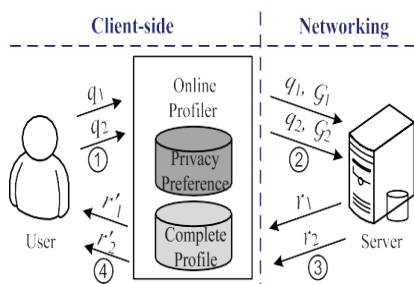 Client-side
Networking
Online
Profiler
q1
q2
①
Privacy
Preference
q1, G1
q2, G2
②
r′1
r′2
④
Complete
Profile
r1
r2
③
User
Server